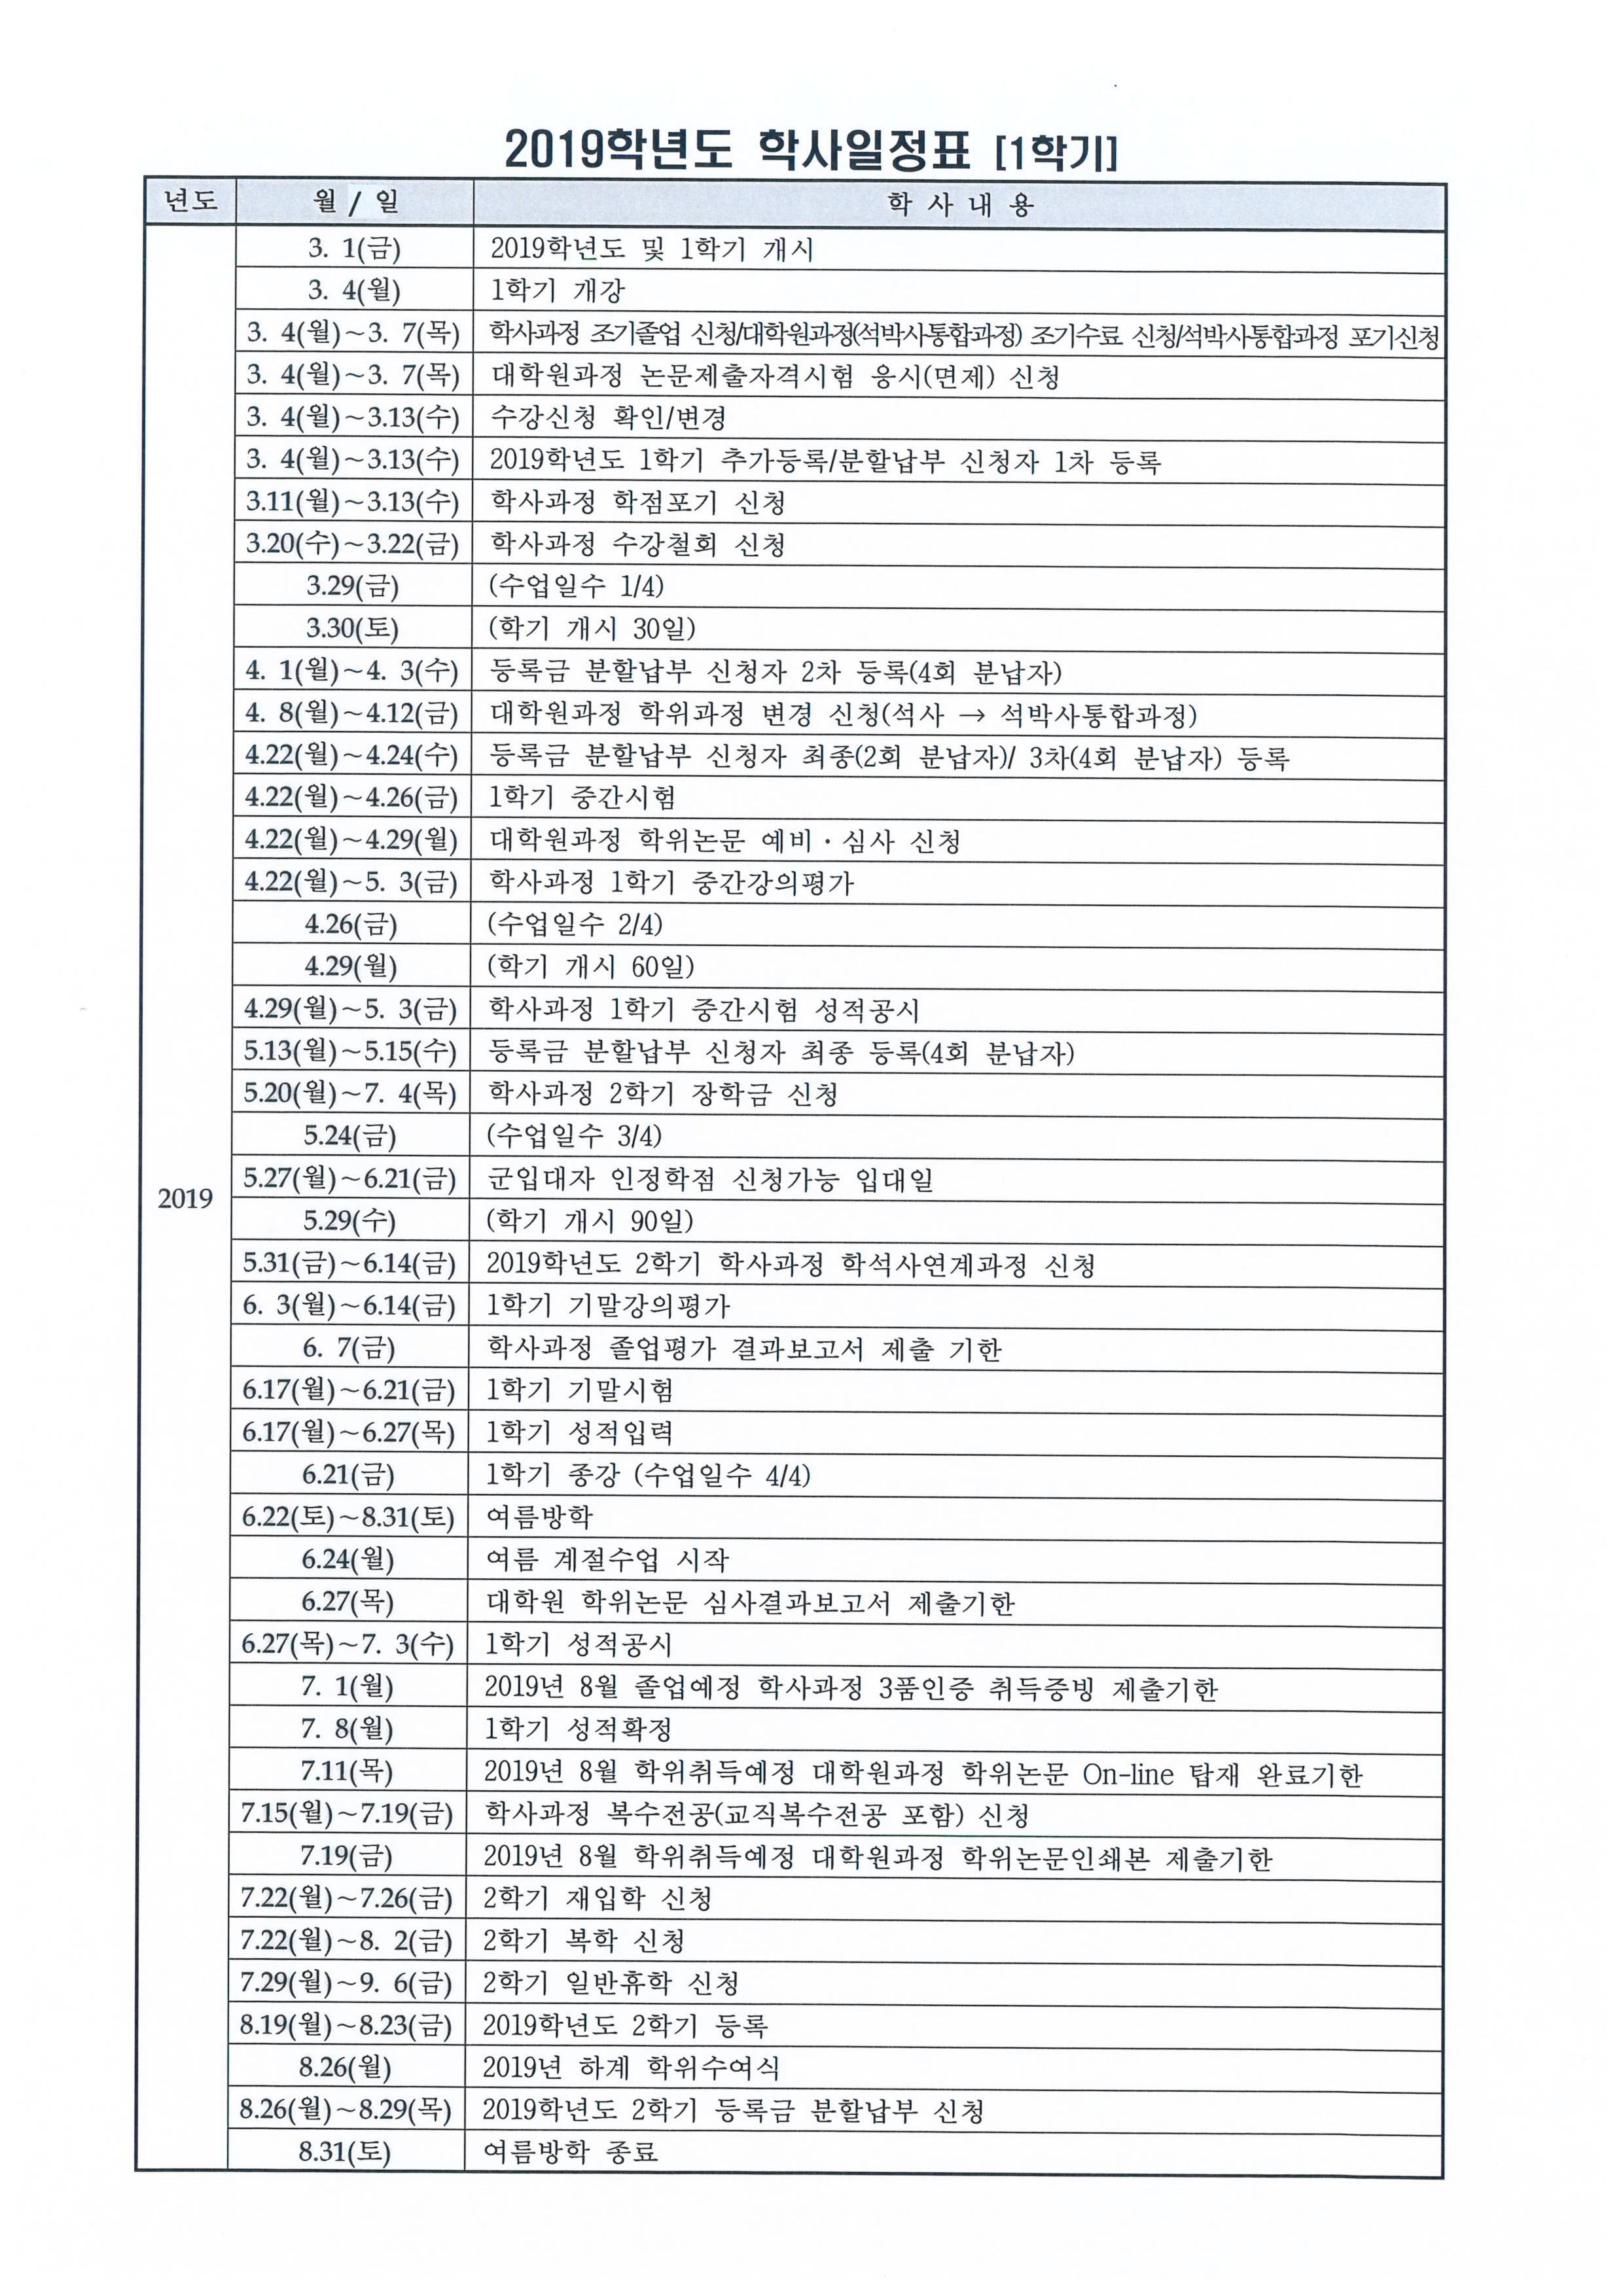 2019학년도 학사일정표 [1학기]
년도 월 / 일 학 사 내 용
3. 1(금) 2019학년도 및 1학기 개시
3. 4(월) 1학기 개강
3. 4(월)~3. 7(목) 학사과정 조기졸업 신청/대학원과정(석박사통합과정) 조기수료 신청/석박사통합과정 포기신청
3. 4(월)~3. 7(목) 대학원과정 논문제출자격시험 응시(면제) 신청
3. 4(월)~3.13(수) 수강신청 확인/변경
3. 4(월)~3.13(수) 2019학년도 1학기 추가등록/분할납부 신청자 1차 등록
3.11(월)~3.13(수) 학사과정 학점포기 신청
3.20(수)~3.22(금) 학사과정 수강철회 신청
3.29(금) (수업일수 1/4)
3.30(토) (학기 개시 30일)
4. 1(월)~4. 3(수) 등록금 분할납부 신청자 2차 등록(4회 분납자)
4. 8(월)~4.12(금) 대학원과정 학위과정 변경 신청(석사 → 석박사통합과정)
4.22(월)~4.24(수) 등록금 분할납부 신청자 최종(2회 분납자)/ 3차(4회 분납자) 등록
4.22(월)~4.26(금) 1학기 중간시험
4.22(월)~4.29(월) 대학원과정 학위논문 예비·심사 신청
4.22(월)~5. 3(금) 학사과정 1학기 중간강의평가
4.26(금) (수업일수 2/4)
4.29(월) (학기 개시 60일)
4.29(월)~5. 3(금) 학사과정 1학기 중간시험 성적공시
5.13(월)~5.15(수) 등록금 분할납부 신청자 최종 등록(4회 분납자)
5.20(월)~7. 4(목) 학사과정 2학기 장학금 신청
5.24(금) (수업일수 3/4)
2019 5.27(월)~6.21(금) 군입대자 인정학점 신청가능 입대일
5.29(수) (학기 개시 90일)
5.31(금)~6.14(금) 2019학년도 2학기 학사과정 학석사연계과정 신청
6. 3(월)~6.14(금) 1학기 기말강의평가
6. 7(금) 학사과정 졸업평가 결과보고서 제출 기한
6.17(월)~6.21(금) 1학기 기말시험
6.17(월)~6.27(목) 1학기 성적입력
6.21(금) 1학기 종강 (수업일수 4/4)
6.22(토)~8.31(토) 여름방학
6.24(월) 여름 계절수업 시작
6.27(목) 대학원 학위논문 심사결과보고서 제출기한
6.27(목)~7. 3(수) 1학기 성적공시
7. 1(월) 2019년 8월 졸업예정 학사과정 3품인증 취득증빙 제출기한
7. 8(월) 1학기 성적확정
7.11(목) 2019년 8월 학위취득예정 대학원과정 학위논문 On-line 탑재 완료기한
7.15(월)~7.19(금) 학사과정 복수전공(교직복수전공 포함) 신청
7.19(금) 2019년 8월 학위취득예정 대학원과정 학위논문인쇄본 제출기한
7.22(월)~7.26(금) 2학기 재입학 신청
7.22(월)~8. 2(금) 2학기 복학 신청
7.29(월)~9. 6(금) 2학기 일반휴학 신청
8.19(월)~8.23(금) 2019학년도 2학기 등록
8.26(월) 2019년 하계 학위수여식
8.26(월)~8.29(목) 2019학년도 2학기 등록금 분할납부 신청
8.31(토) 여름방학 종료